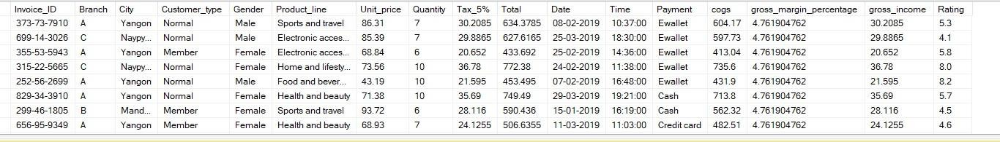 Invoice_ID Branch City Customer_type Gender Product_line Unit_price Quantity Tax_5% Total Date Time Payment cogs gross_margin_percentage gross_income Rating
373-73-7910 A Yangon Normal Male Sports and travel 86.31 7 30.2085 634.3785 08-02-2019 10:37:00 Ewallet 604.17 4.761904762 30.2085 5.3
699-14-3026 C Naypy... Normal Male Electronic acces... 85.39 7 29.8865 627.6165 25-03-2019 18:30:00 Ewallet 597.73 4.761904762 29.8865 4.1
355-53-5943 A Yangon Member Female Electronic acces... 68.84 6 20.652 433.692 25-02-2019 14:36:00 Ewallet 413.04 4.761904762 20.652 5.8
315-22-5665 C Naypy... Normal Female Home and lifesty... 73.56 10 36.78 772.38 24-02-2019 11:38:00 Ewallet 735.6 4.761904762 36.78 8.0
252-56-2699 A Yangon Normal Male Food and bever... 43.19 10 21.595 453.495 07-02-2019 16:48:00 Ewallet 431.9 4.761904762 21.595 8.2
829-34-3910 A Yangon Normal Female Health and beauty 71.38 10 35.69 749.49 29-03-2019 19:21:00 Cash 713.8 4.761904762 35.69 5.7
299-46-1805 B Mand... Member Female Sports and travel 93.72 6 28.116 590.436 15-01-2019 16:19:00 Cash 562.32 4.761904762 28.116 4.5
656-95-9349 A Yangon Member Female Health and beauty 68.93 7 24.1255 506.6355 11-03-2019 11:03:00 Credit card 482.51 4.761904762 24.1255 4.6